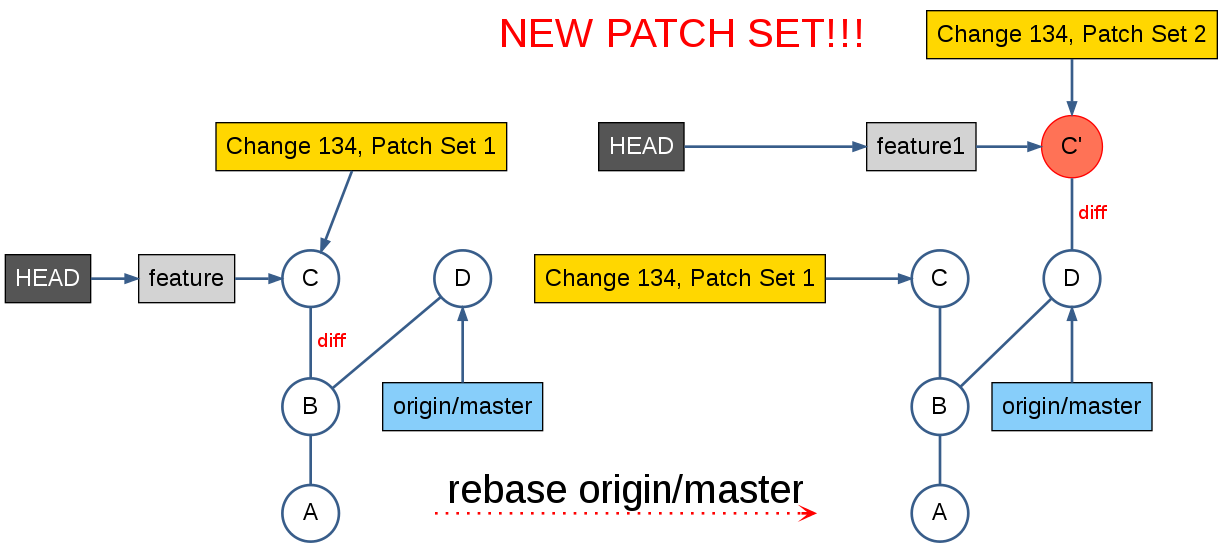 NEW PATCH SET!!!
Change 134, Patch Set 2
Change 134, Patch Set 1
HEAD
feature1
C'
diff
HEAD
feature
C
D
Change 134, Patch Set 1
C
D
diff
B
origin/master
B
origin/master
rebase origin/master
A
A